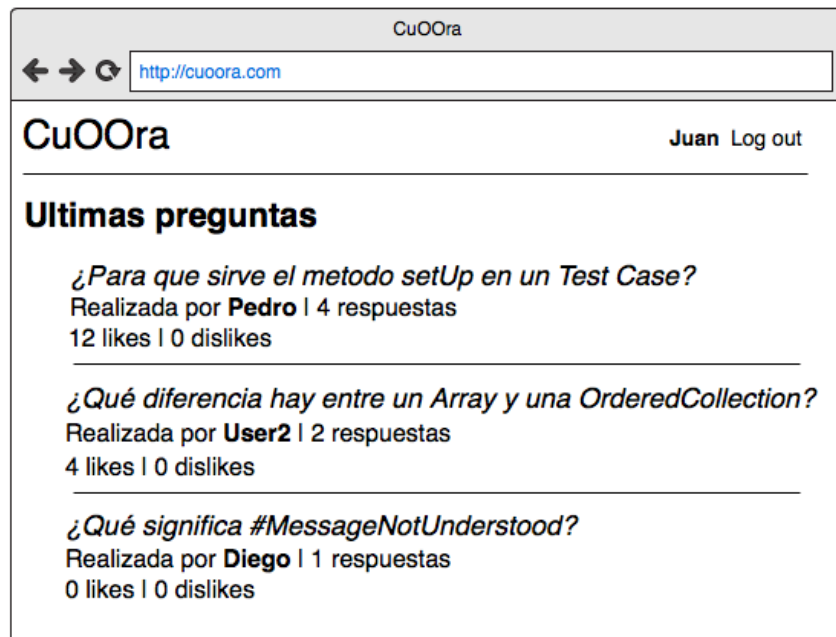 CuOOra
http://cuoora.com
CuOOra
Juan Log out
Ultimas preguntas
¿Para que sirve el metodo setUp en un Test Case?
Realizada por Pedro | 4 respuestas
12 likes | 0 dislikes
¿Qué diferencia hay entre un Array y una OrderedCollection?
Realizada por User2 | 2 respuestas
4 likes | 0 dislikes
¿Qué significa #MessageNotUnderstood?
Realizada por Diego | 1 respuestas
0 likes | 0 dislikes